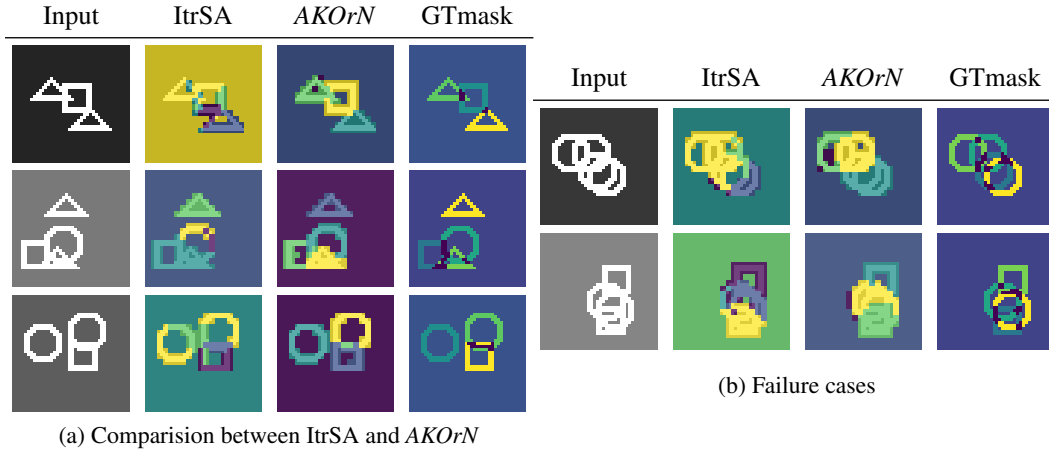 Input ItrSA AKOrN GTmask
(a) Comparision between ItrSA and AKOrN
Input ItrSA AKOrN GTmask
(b) Failure cases